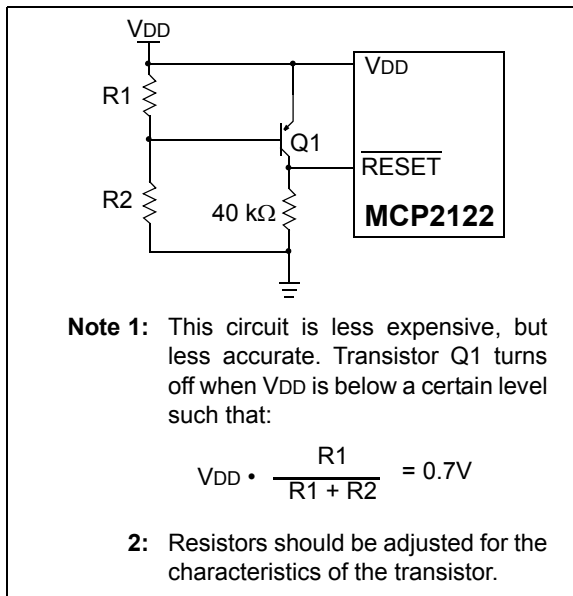 VDD
VDD
R1
Q1
RESET
R2
40 kΩ
MCP2122
Note 1: This circuit is less expensive, but
less accurate. Transistor Q1 turns
off when VDD is below a certain level
such that:
VDD • R1 / R1 + R2 = 0.7V
2: Resistors should be adjusted for the
characteristics of the transistor.